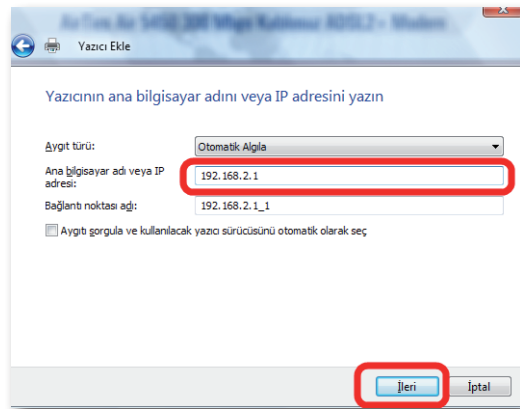 Yazıcı Ekle
Yazıcının ana bilgisayar adını veya IP adresini yazın
Aygıt türü:
Otomatik Algıla
Ana bilgisayar adı veya IP
adresi:
192.168.2.1
Bağlantı noktası adı:
192.168.2.1_1
Aygıtı sorgula ve kullanılacak yazıcı sürücüsünü otomatik olarak seç
İleri
İptal